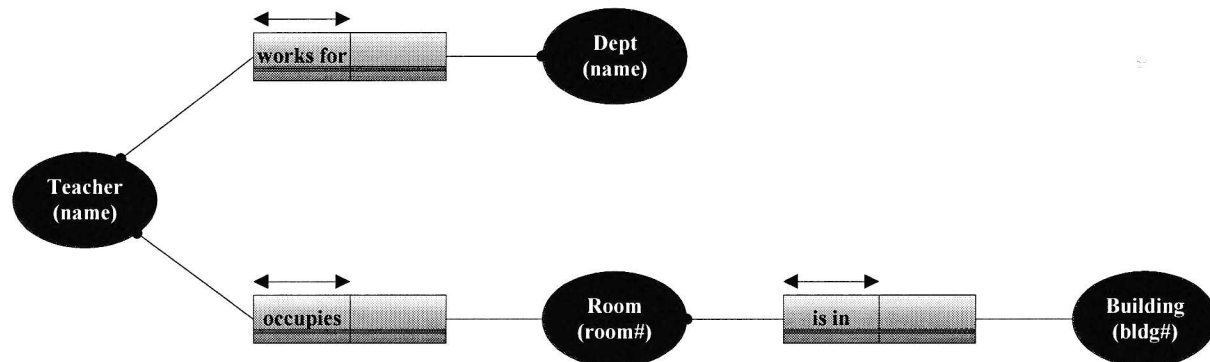 works for
Dept
(name)
Teacher
(name)
occupies
Room
(room#)
is in
Building
(bldg#)